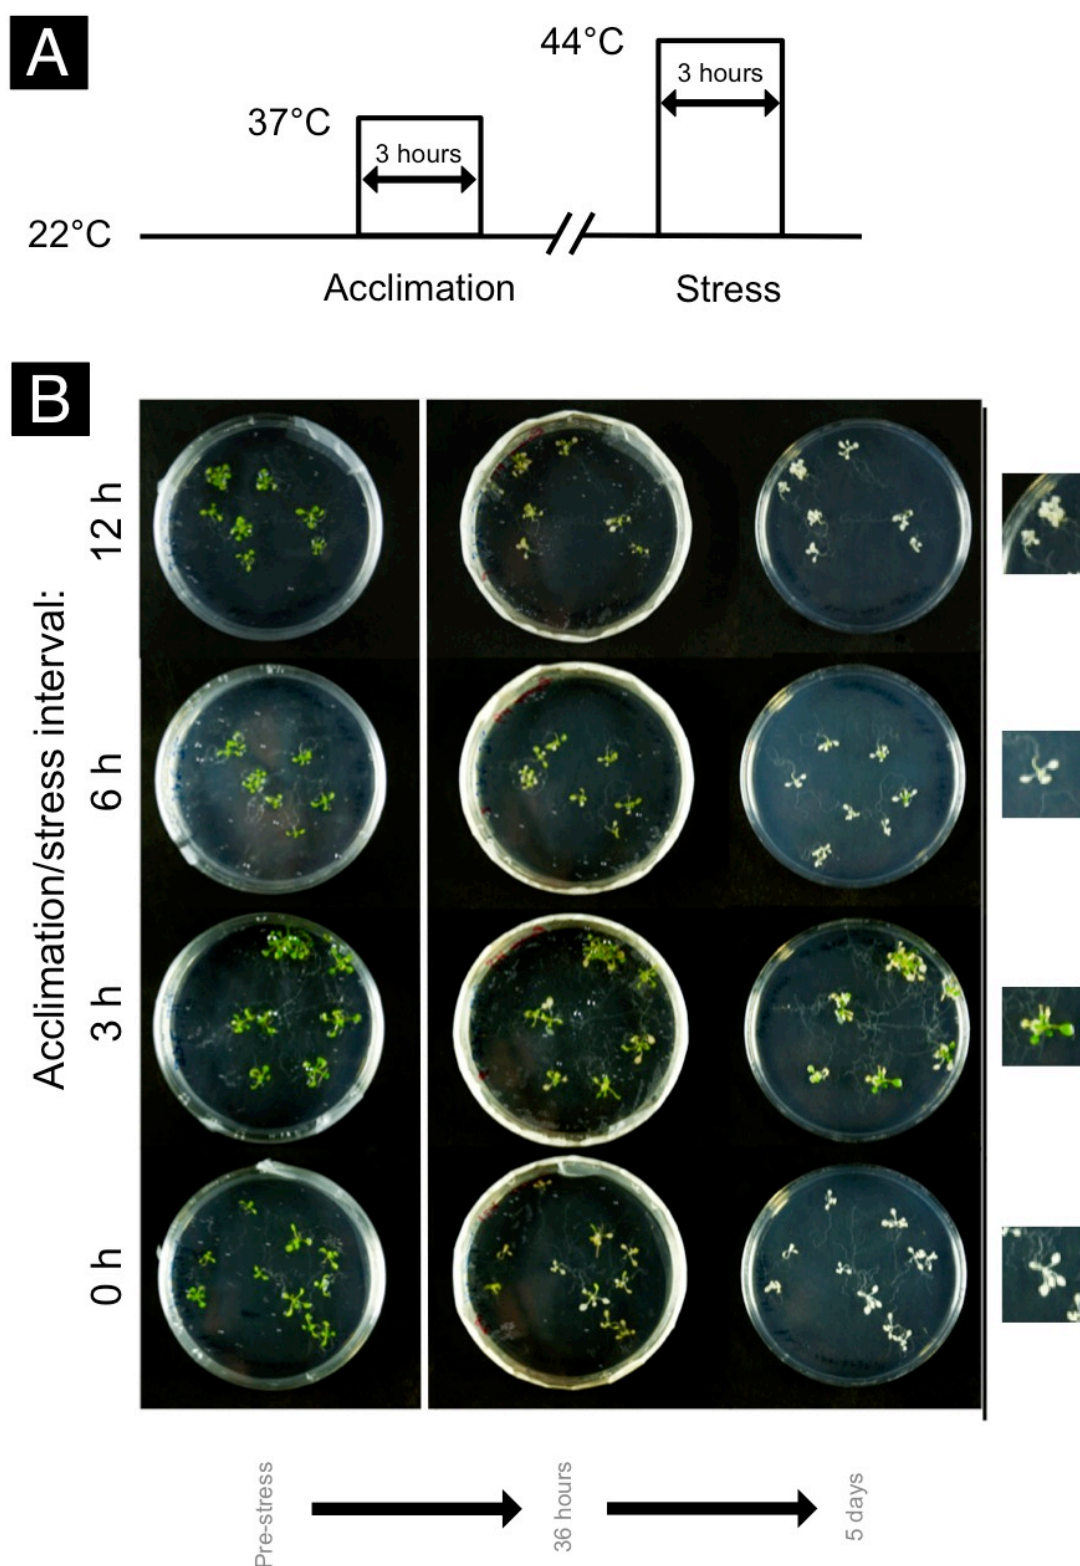 A
44°C
3 hours
37°C
3 hours
22°C
Acclimation
Stress
B
Acclimation/stress interval:
12 h
6 h
3 h
0 h
Pre-stress
36 hours
5 days